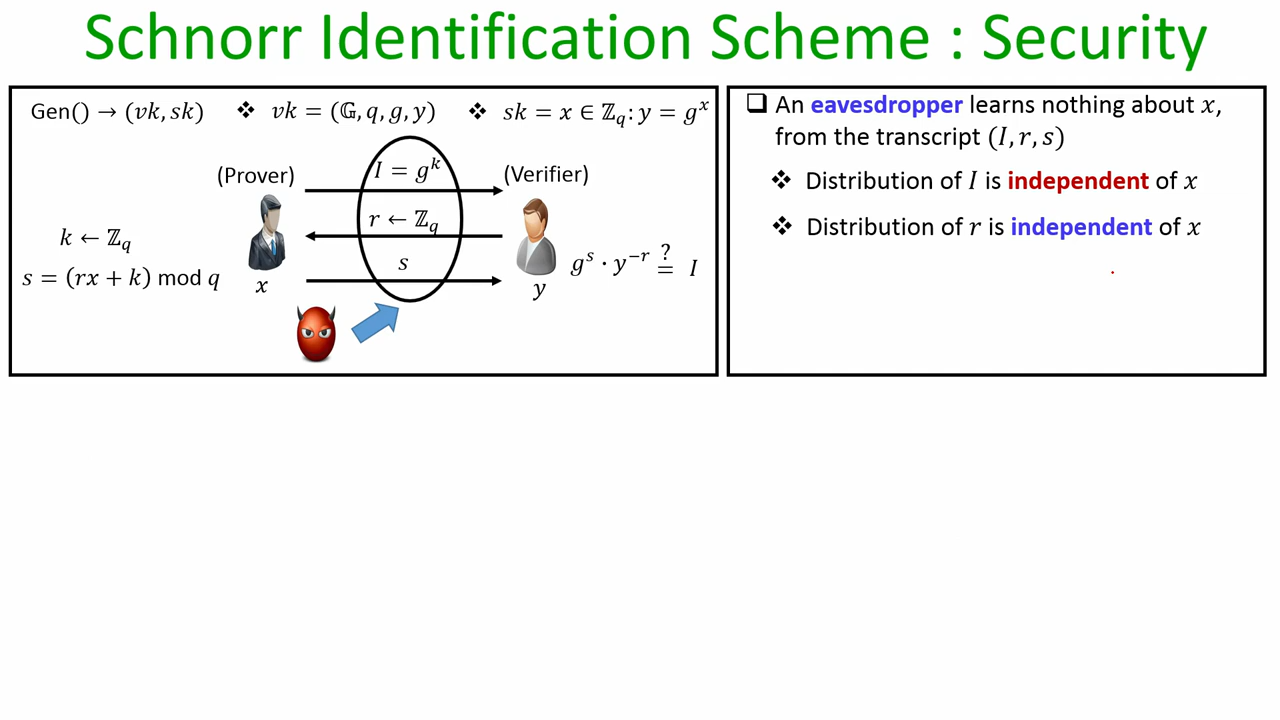 Schnorr Identification Scheme : Security
Gen() → (vk, sk) ❖ vk = (𝔾, q, g, y) ❖ sk = x ∈ ℤ_q: y = g^x
(Prover) I = g^k (Verifier)
r ← ℤ_q
k ← ℤ_q
s
g^s · y^{-r} ≟ I
s = (rx + k) mod q
x
y
❑ An eavesdropper learns nothing about x,
from the transcript (I, r, s)
❖ Distribution of I is independent of x
❖ Distribution of r is independent of x